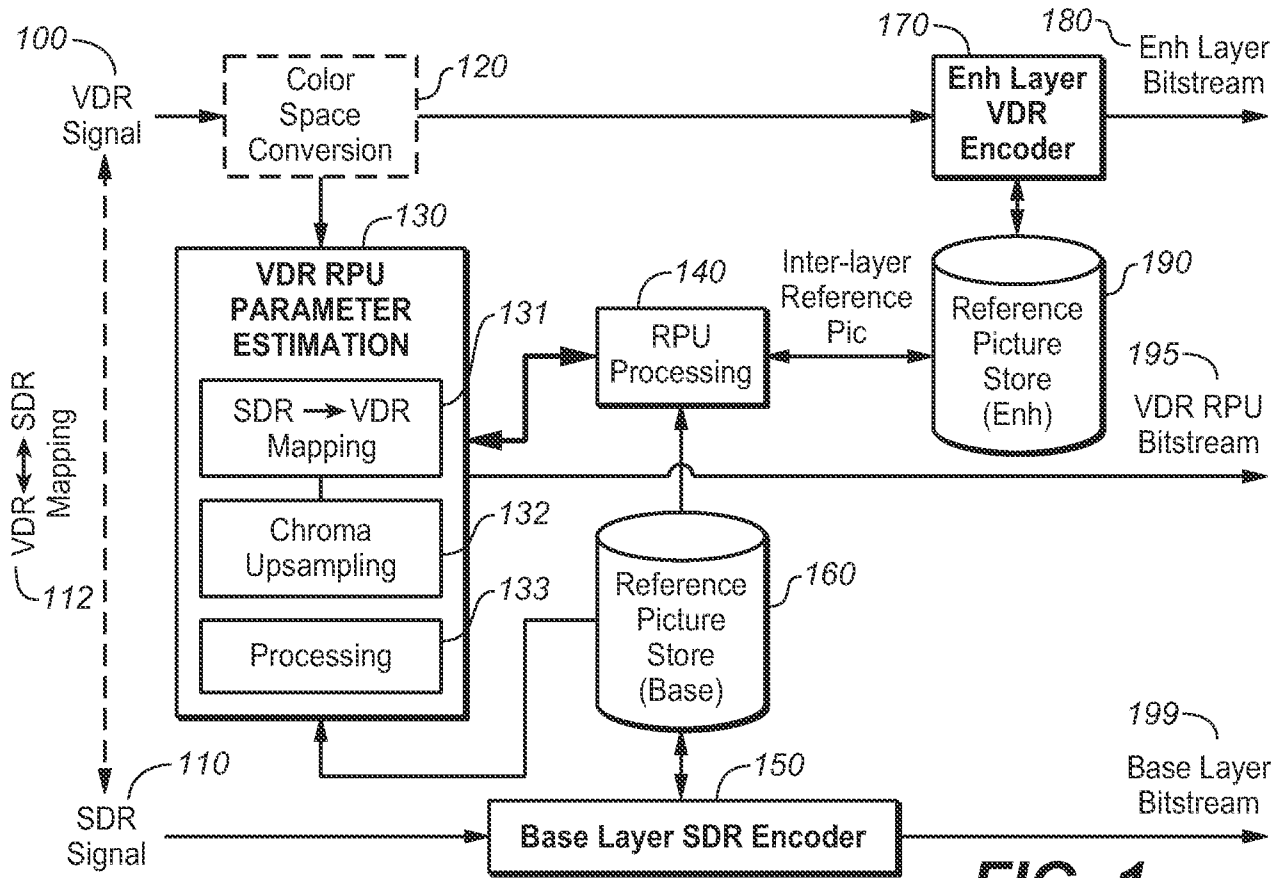 100
VDR
Signal
Color
Space
Conversion
120
170
Enh Layer
VDR
Encoder
180
Enh Layer
Bitstream
130
VDR RPU
PARAMETER
ESTIMATION
131
SDR → VDR
Mapping
Chroma
Upsampling
132
133
Processing
140
RPU
Processing
Inter-layer
Reference
Pic
190
Reference
Picture
Store
(Enh)
195
VDR RPU
Bitstream
VDR ↔ SDR
Mapping
112
Reference
Picture
Store
(Base)
160
110
SDR
Signal
150
Base Layer SDR Encoder
199
Base Layer
Bitstream
FIG. 1